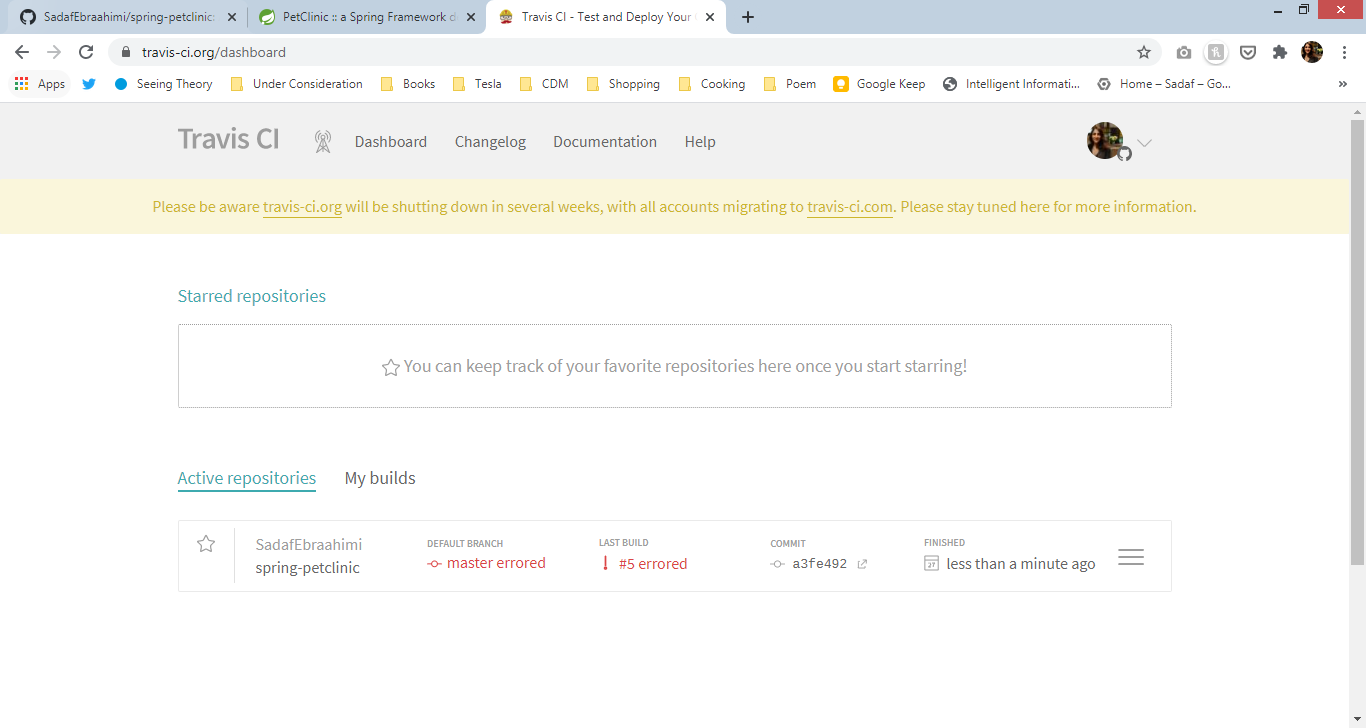 SadafEbraahimi/spring-petclinic:
PetClinic :: a Spring Framework d
Travis CI - Test and Deploy Your
travis-ci.org/dashboard
Apps
Seeing Theory
Under Consideration
Books
Tesla
CDM
Shopping
Cooking
Poem
Google Keep
Intelligent Informati...
Home – Sadaf – Go...
»
Travis CI
Dashboard
Changelog
Documentation
Help
Please be aware travis-ci.org will be shutting down in several weeks, with all accounts migrating to travis-ci.com. Please stay tuned here for more information.
Starred repositories
You can keep track of your favorite repositories here once you start starring!
Active repositories
My builds
SadafEbraahimi
spring-petclinic
DEFAULT BRANCH
master errored
LAST BUILD
! #5 errored
COMMIT
a3fe492
FINISHED
27 less than a minute ago